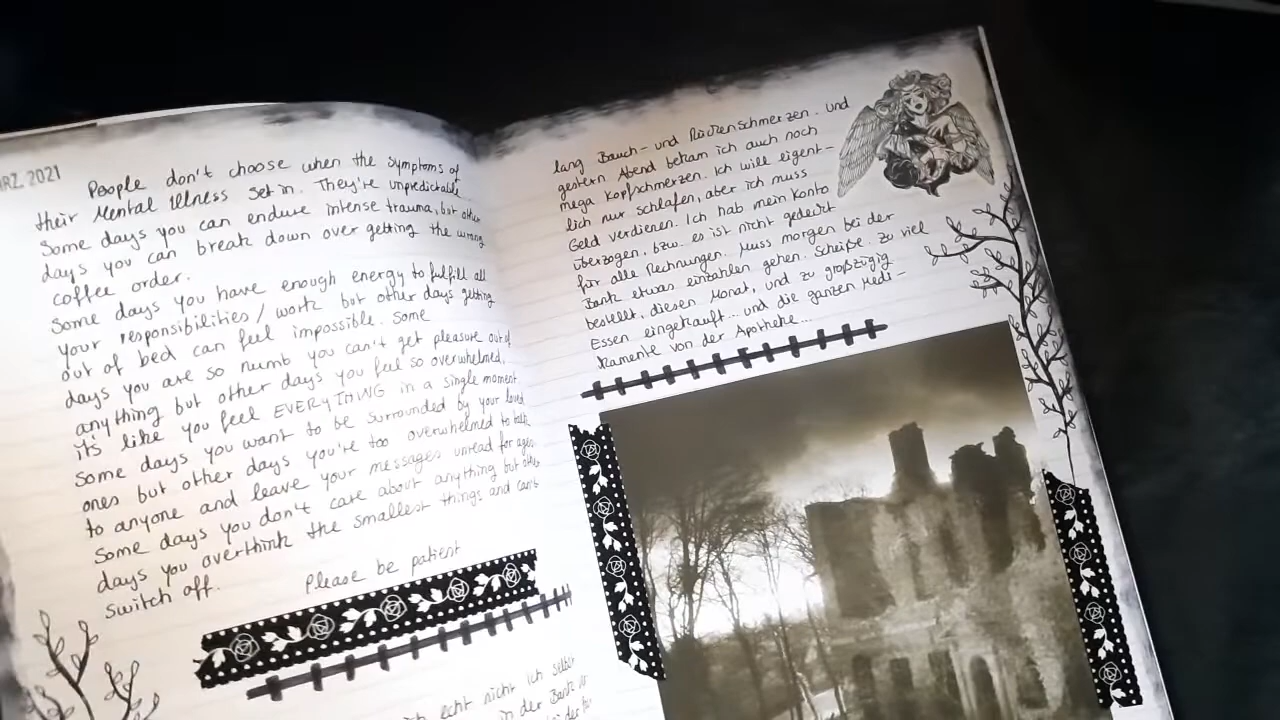 RZ. 2021
People don't choose when the symptoms of
their Mental Illness set in. They're unpredictable.
Some days you can endure intense trauma, but other
days you can break down over getting the wrong
coffee order.
Some days you have enough energy to fulfill all
your responsibilities / work but other days getting
out of bed can feel impossible. Some
days you are so numb you can't get pleasure out of
anything but other days you feel so overwhelmed,
it's like you feel EVERYTHING in a single moment
Some days you want to be surrounded by your loved
ones but other days you're too overwhelmed to talk
to anyone and leave your messages unread for ages
Some days you don't care about anything but other
days you overthink the smallest things and can't
switch off.
Please be patient
echt nicht ich selbst
in der Bank
bei der
lang Bauch- und Rückenschmerzen. und
gestern Abend bekam ich auch noch
mega Kopfschmerzen. Ich will eigent-
lich nur schlafen, aber ich muss
Geld verdienen. Ich hab mein Konto
überzogen, bzw. es ist nicht gedeckt
für alle Rechnungen. Muss morgen bei der
Bank etwas einzahlen gehen. Scheiße. Zu viel
bestellt, diesen Monat, und zu großzügig
Essen eingekauft... und die ganzen Medi-
kamente von der Apotheke...